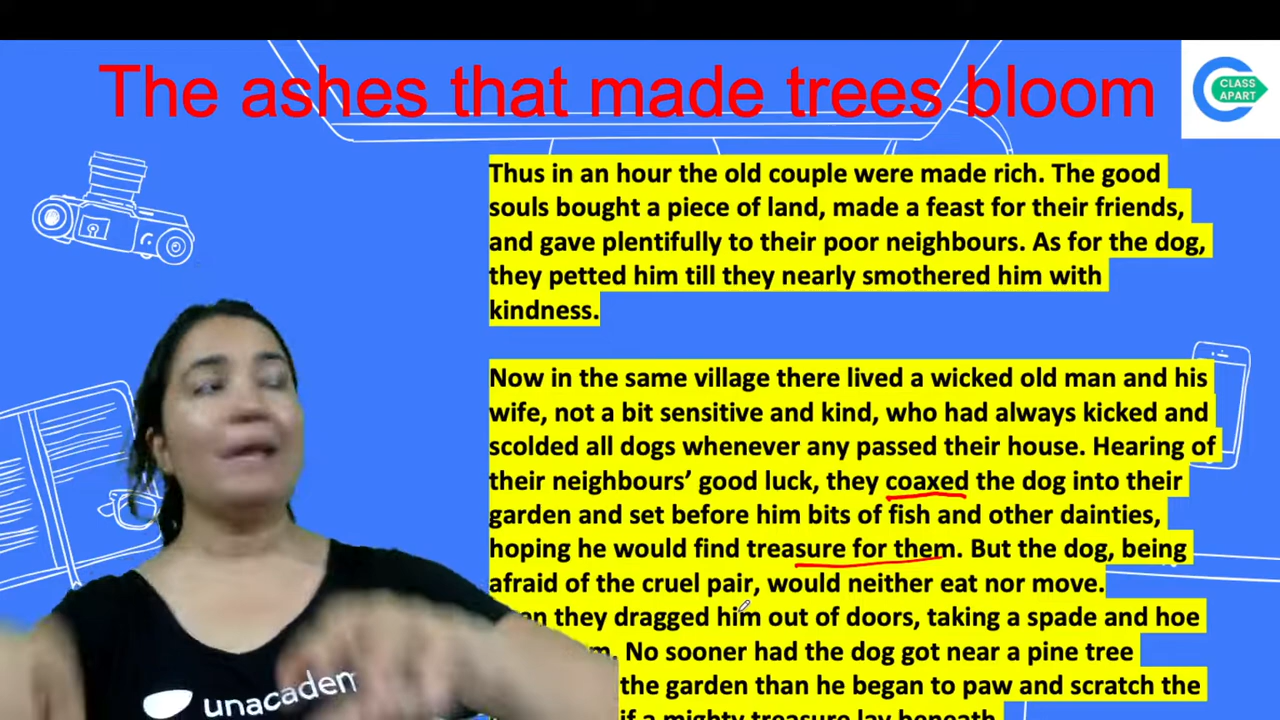 The ashes that made trees bloom
CLASS
APART
Thus in an hour the old couple were made rich. The good
souls bought a piece of land, made a feast for their friends,
and gave plentifully to their poor neighbours. As for the dog,
they petted him till they nearly smothered him with
kindness.
Now in the same village there lived a wicked old man and his
wife, not a bit sensitive and kind, who had always kicked and
scolded all dogs whenever any passed their house. Hearing of
their neighbours’ good luck, they coaxed the dog into their
garden and set before him bits of fish and other dainties,
hoping he would find treasure for them. But the dog, being
afraid of the cruel pair, would neither eat nor move.
they dragged him out of doors, taking a spade and hoe
No sooner had the dog got near a pine tree
the garden than he began to paw and scratch the
if a mighty treasure lay beneath
unacadem